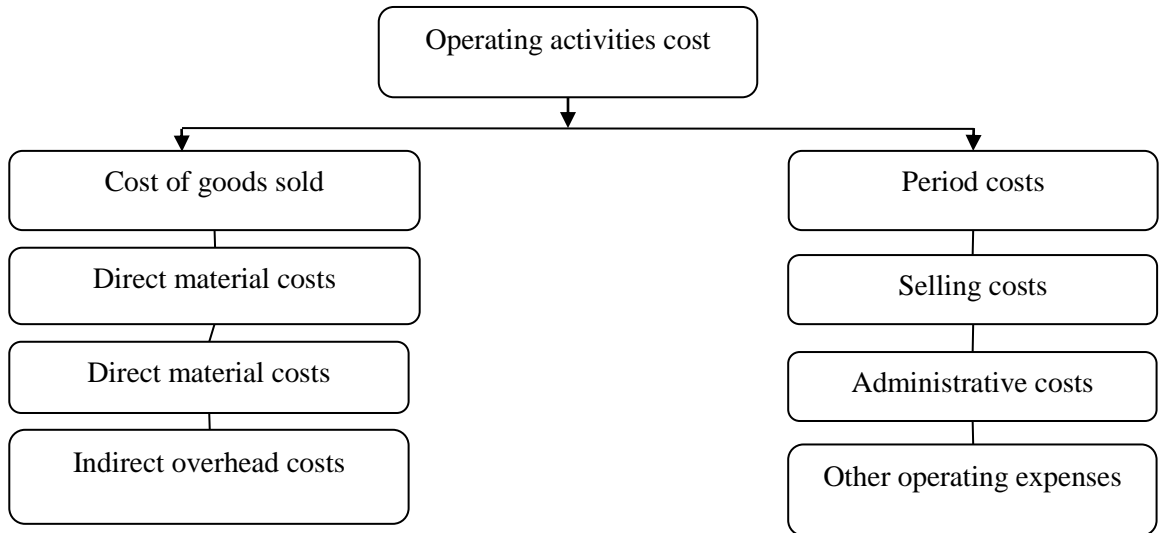 Operating activities cost
Cost of goods sold
Direct material costs
Direct material costs
Indirect overhead costs
Period costs
Selling costs
Administrative costs
Other operating expenses